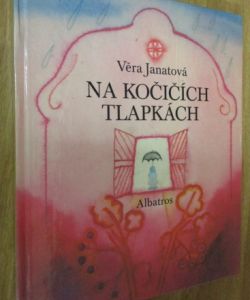 Věra Janatová
NA KOČIČÍCH
TLAPKÁCH
Albatros